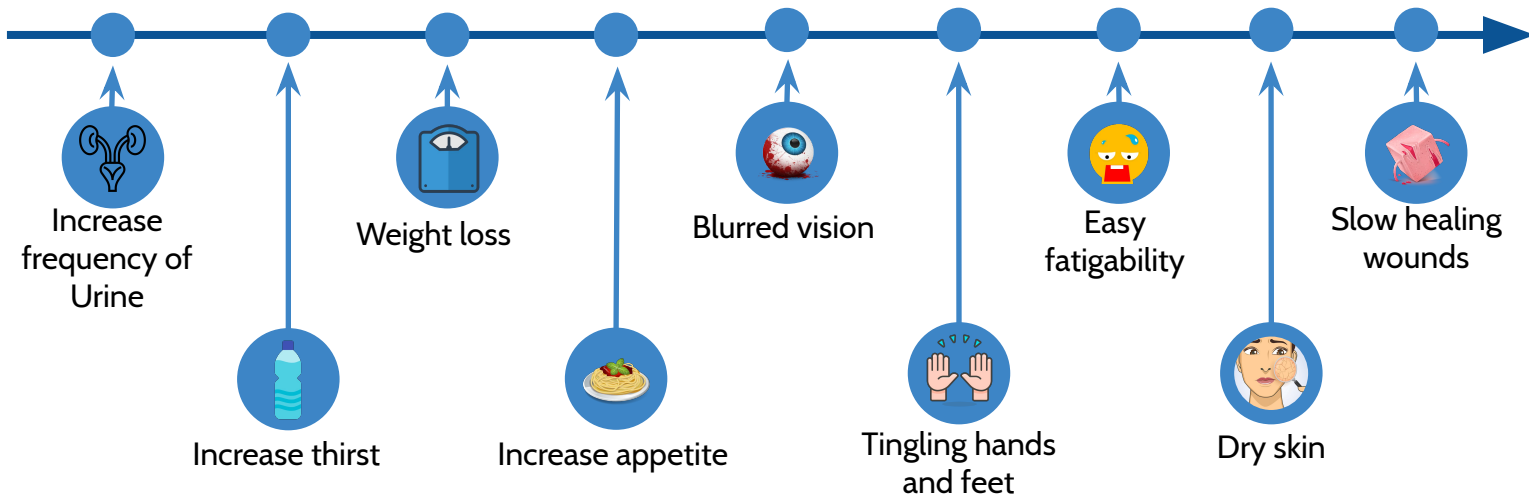 Increase
frequency of
Urine
Increase thirst
Weight loss
Increase appetite
Blurred vision
Tingling hands
and feet
Easy
fatigability
Dry skin
Slow healing
wounds